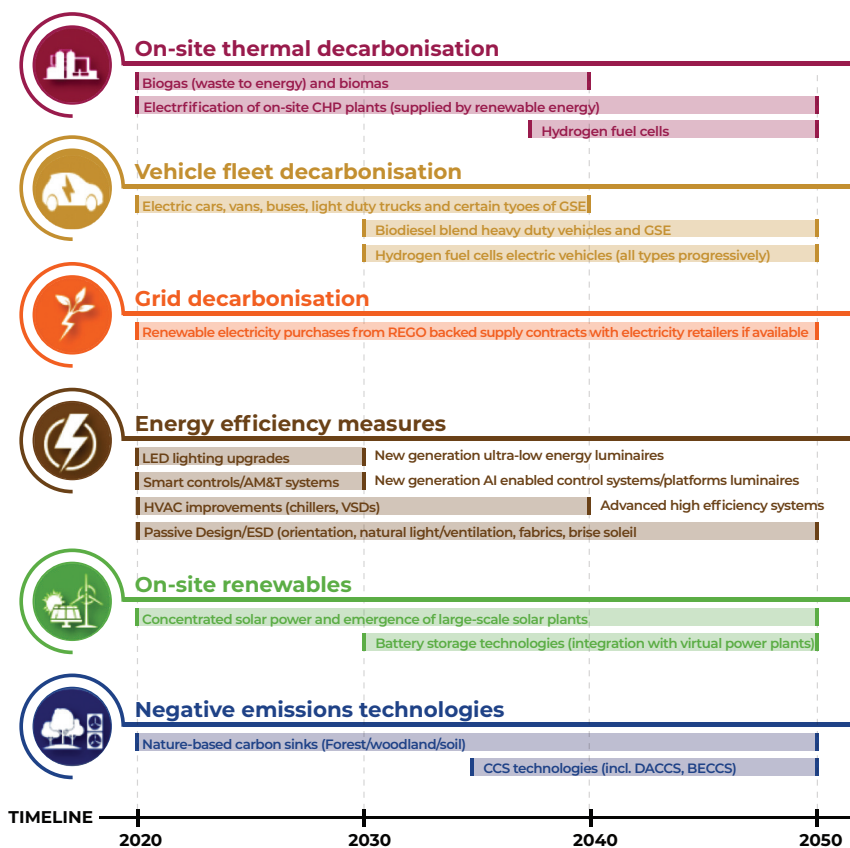 On-site thermal decarbonisation
Biogas (waste to energy) and biomas
Electrfification of on-site CHP plants (supplied by renewable energy)
Hydrogen fuel cells
Vehicle fleet decarbonisation
Electric cars, vans, buses, light duty trucks and certain tyoes of GSE
Biodiesel blend heavy duty vehicles and GSE
Hydrogen fuel cells electric vehicles (all types progressively)
Grid decarbonisation
Renewable electricity purchases from REGO backed supply contracts with electricity retailers if available
Energy efficiency measures
LED lighting upgrades New generation ultra-low energy luminaires
Smart controls/AM&T systems New generation AI enabled control systems/platforms luminaires
HVAC improvements (chillers, VSDs) Advanced high efficiency systems
Passive Design/ESD (orientation, natural light/ventilation, fabrics, brise soleil
On-site renewables
Concentrated solar power and emergence of large-scale solar plants
Battery storage technologies (integration with virtual power plants)
Negative emissions technologies
Nature-based carbon sinks (Forest/woodland/soil)
CCS technologies (incl. DACCS, BECCS)
TIMELINE
2020 2030 2040 2050